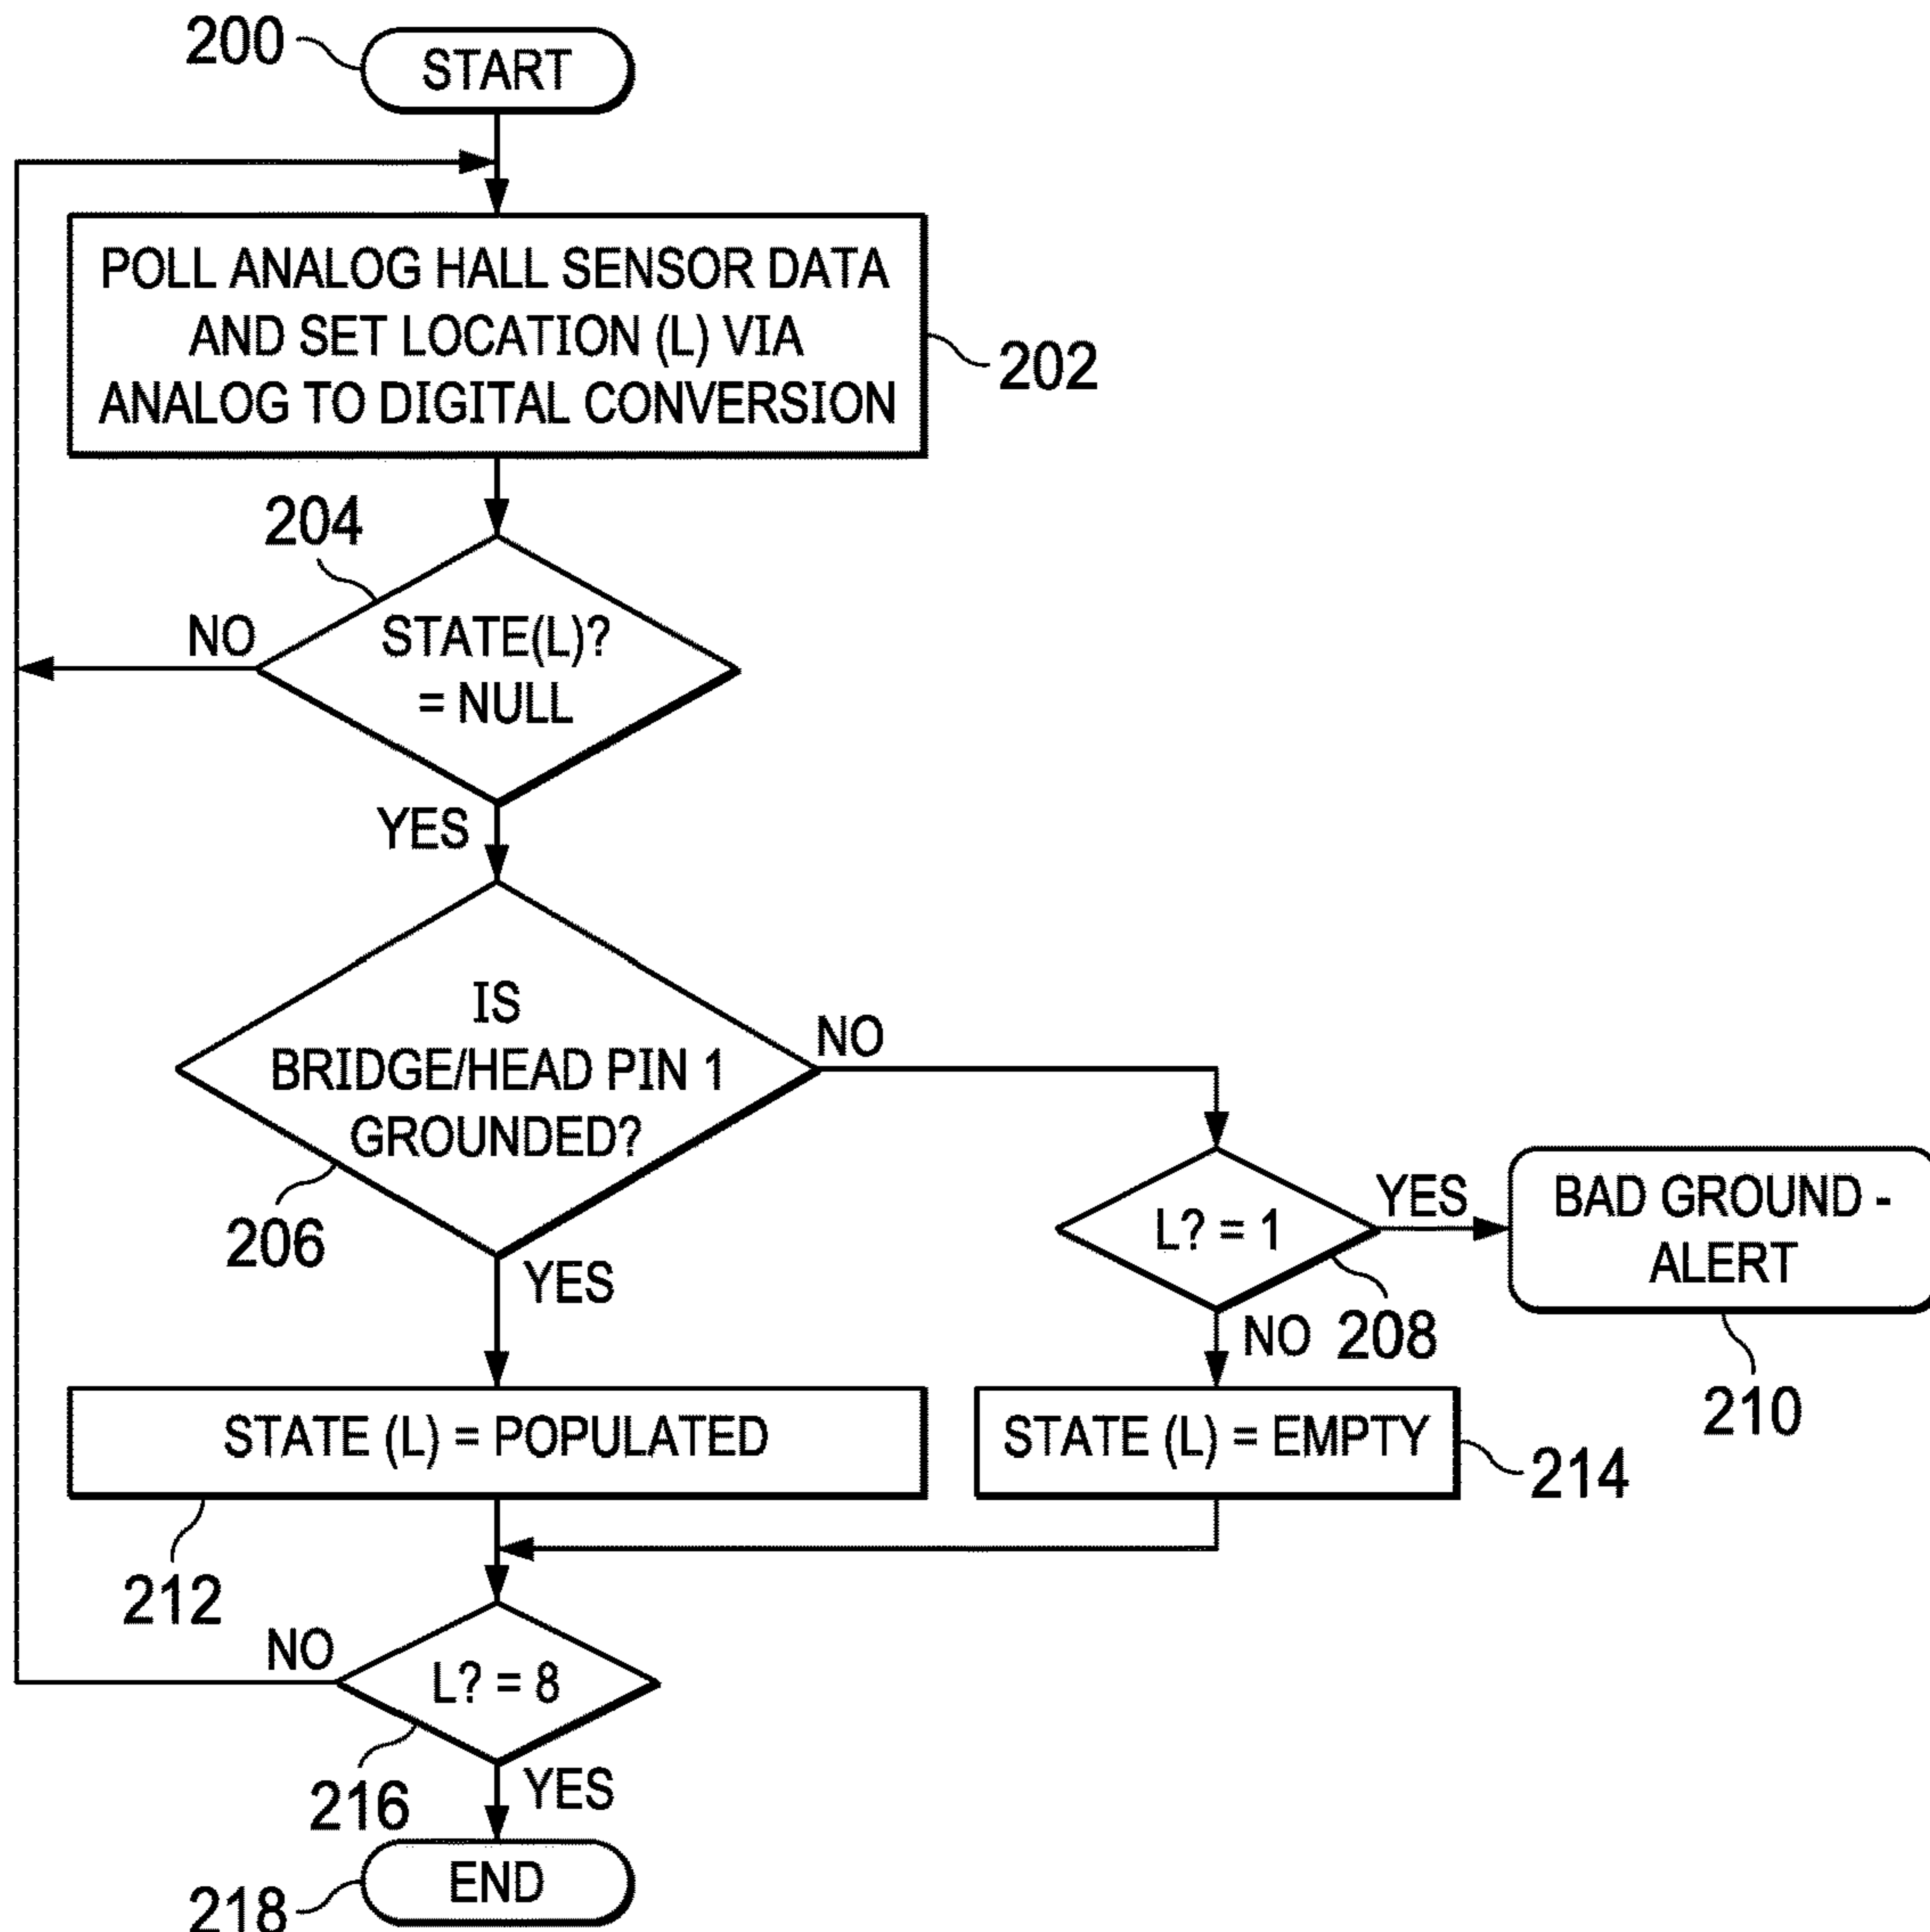 200
START
POLL ANALOG HALL SENSOR DATA
AND SET LOCATION (L) VIA
ANALOG TO DIGITAL CONVERSION
202
204
NO
STATE(L)?
= NULL
YES
IS
BRIDGE/HEAD PIN 1
GROUNDED?
NO
206
YES
L? = 1
YES
BAD GROUND -
ALERT
NO
208
210
STATE (L) = POPULATED
STATE (L) = EMPTY
214
212
NO
L? = 8
216
YES
END
218